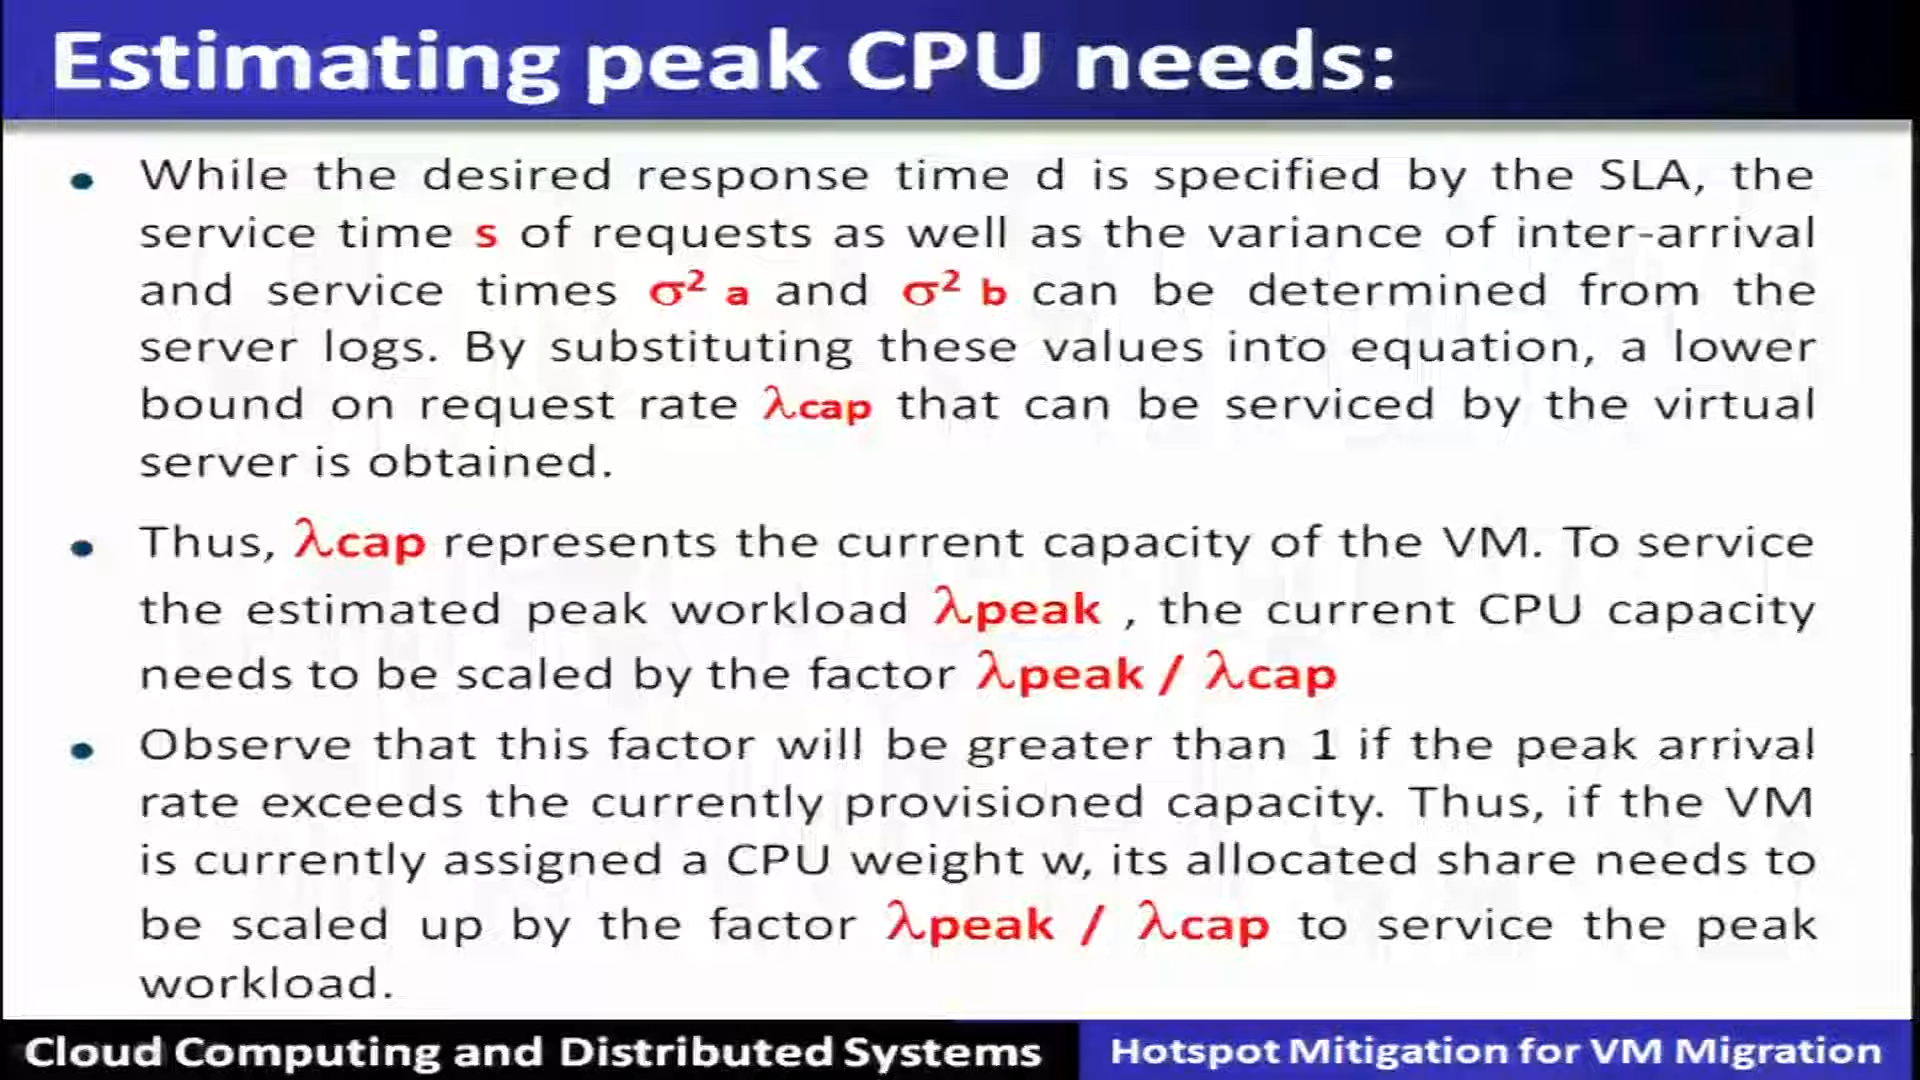 Estimating peak CPU needs:
• While the desired response time d is specified by the SLA, the
service time s of requests as well as the variance of inter-arrival
and service times σ² a and σ² b can be determined from the
server logs. By substituting these values into equation, a lower
bound on request rate λcap that can be serviced by the virtual
server is obtained.
• Thus, λcap represents the current capacity of the VM. To service
the estimated peak workload λpeak , the current CPU capacity
needs to be scaled by the factor λpeak / λcap
• Observe that this factor will be greater than 1 if the peak arrival
rate exceeds the currently provisioned capacity. Thus, if the VM
is currently assigned a CPU weight w, its allocated share needs to
be scaled up by the factor λpeak / λcap to service the peak
workload.
Cloud Computing and Distributed Systems
Hotspot Mitigation for VM Migration